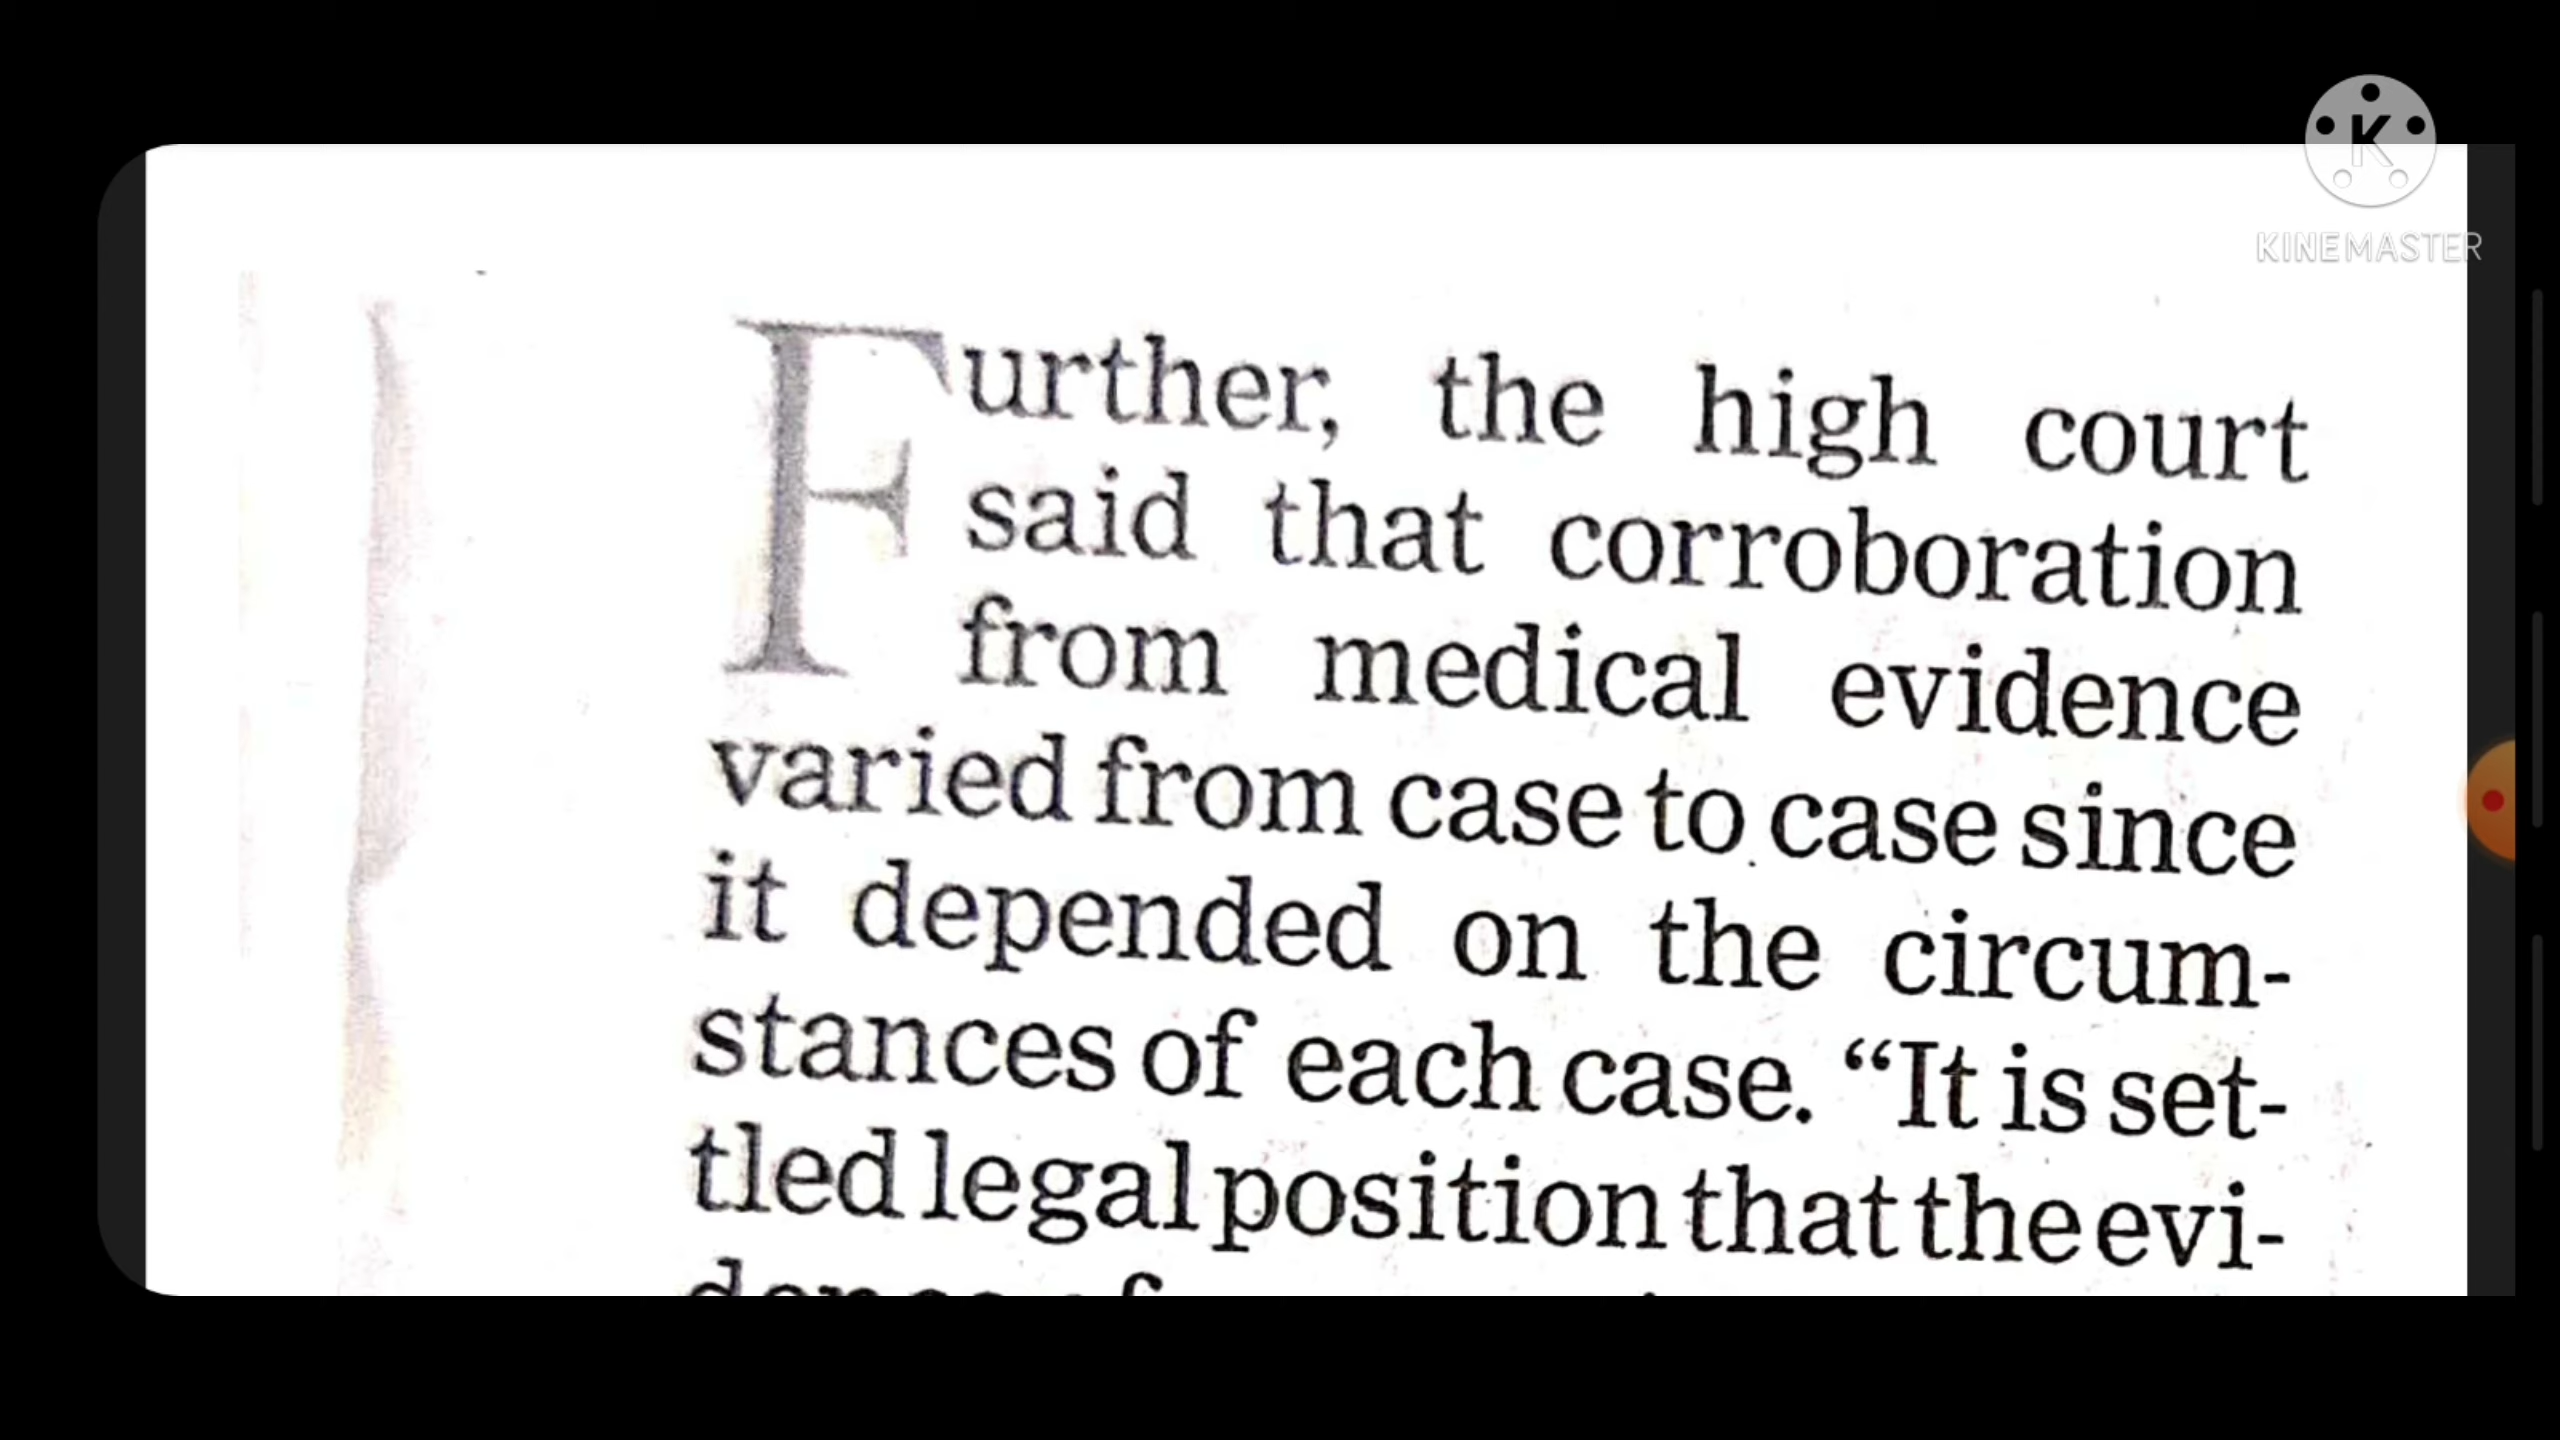 KINEMASTER
Further, the high court
said that corroboration
from medical evidence
varied from case to case since
it depended on the circum-
stances of each case. “It is set-
tled legal position that the evi-